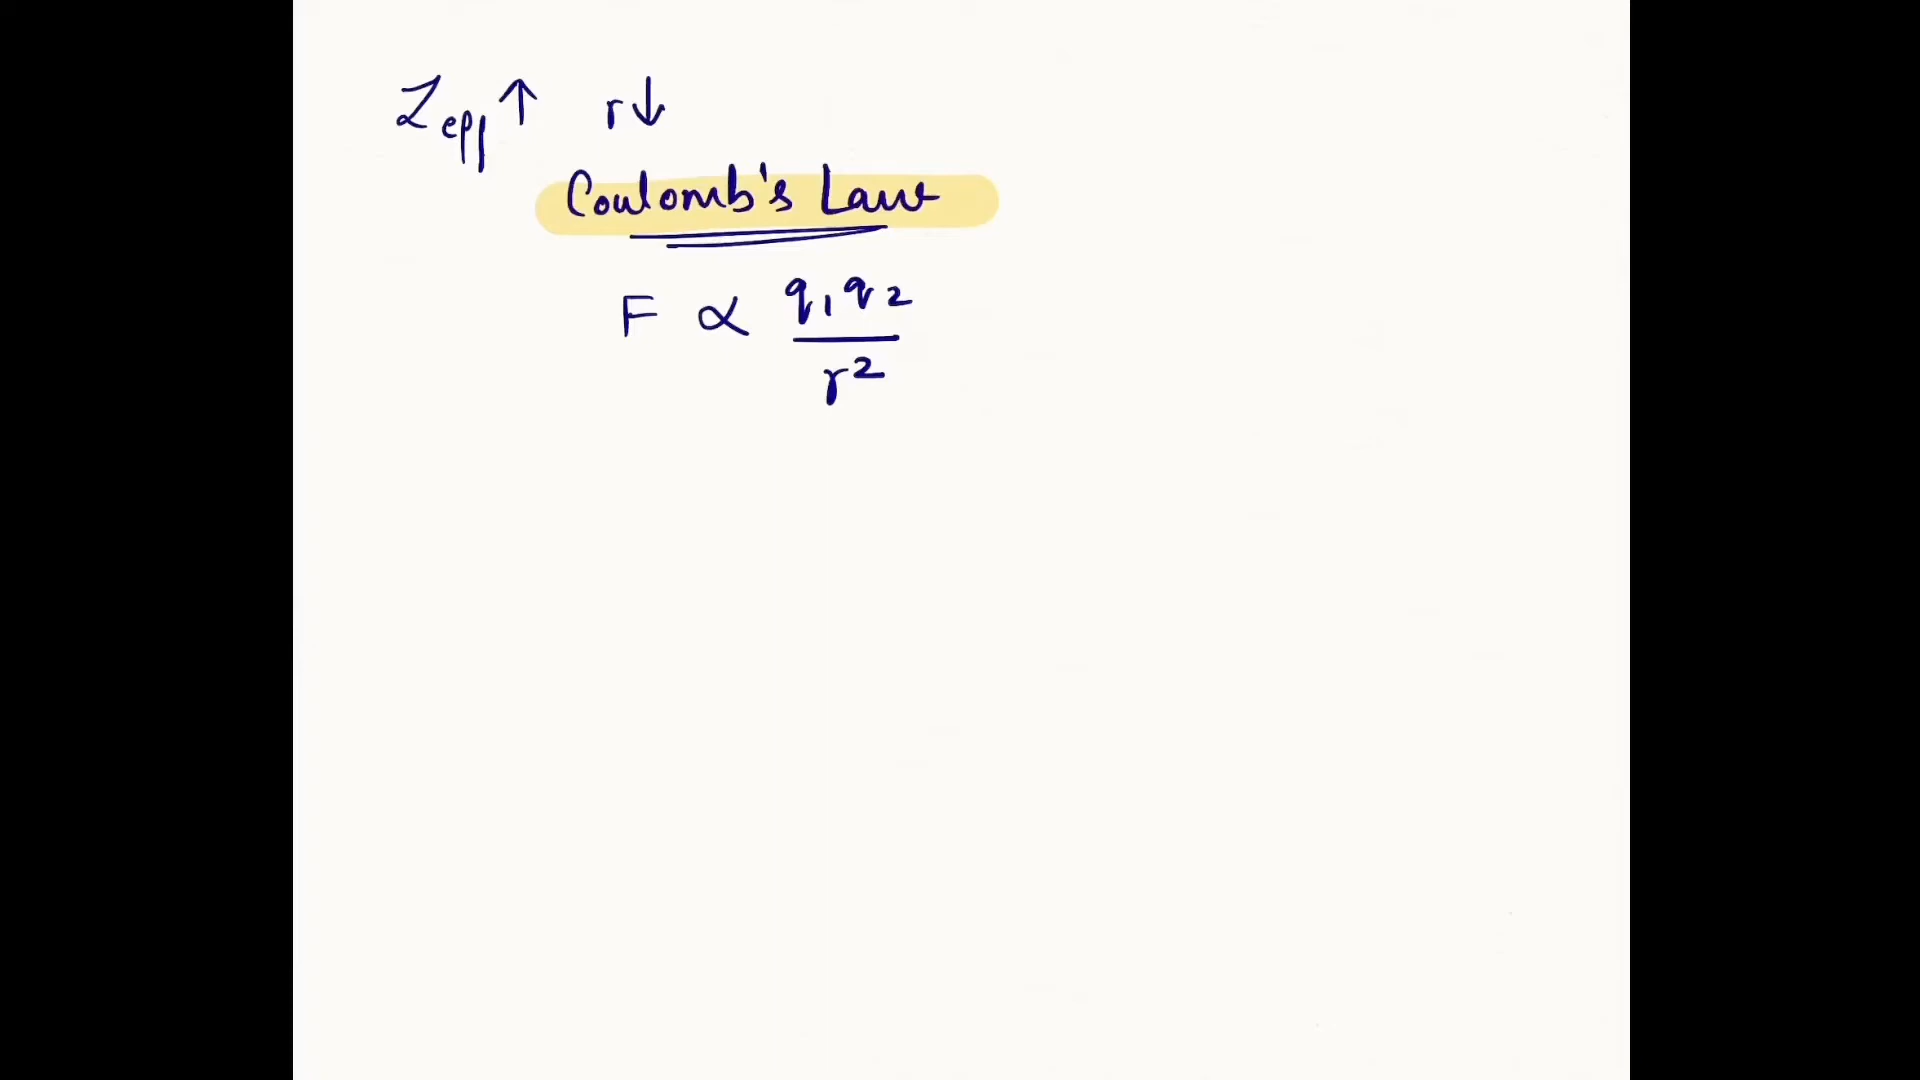 Zeff↑ r↓
Coulomb's Law
F ∝ q₁q₂ / r²